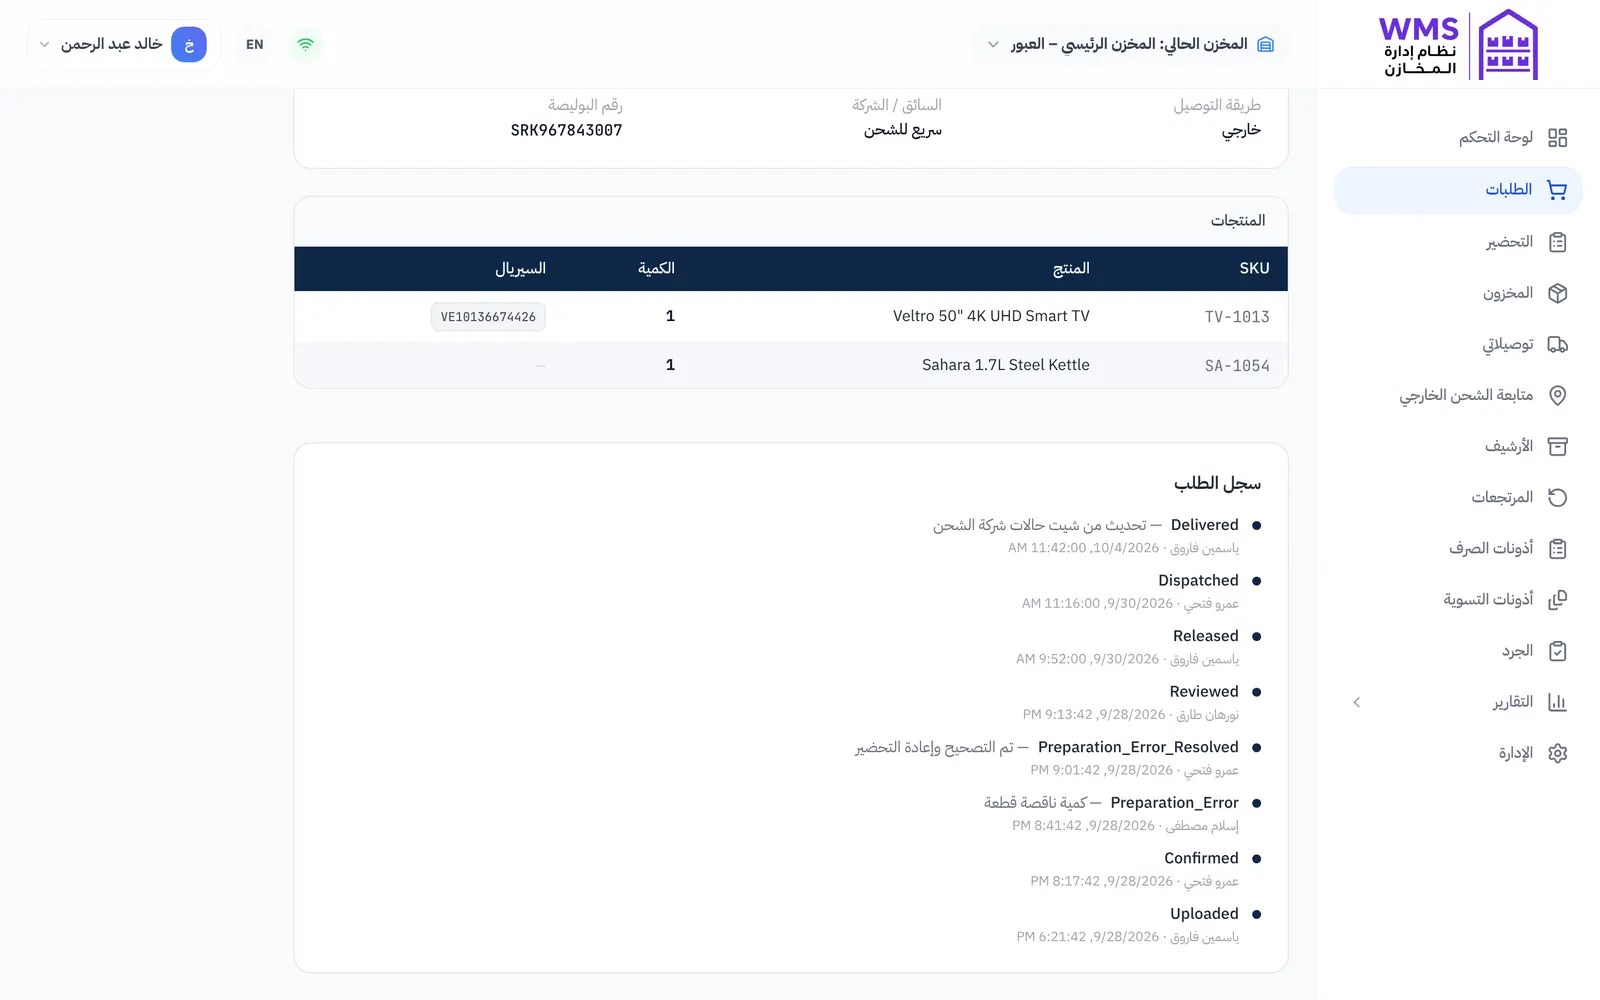 WMS
نظام إدارة
المخازن
المخزن الحالي: المخزن الرئيسي – العبور
EN
خالد عبد الرحمن
خ
لوحة التحكم
الطلبات
التحضير
المخزون
توصيلاتي
متابعة الشحن الخارجي
الأرشيف
المرتجعات
أذونات الصرف
أذونات التسوية
الجرد
التقارير
الإدارة
طريقة التوصيل السائق / الشركة رقم البوليصة
خارجي سريع للشحن SRK967843007
المنتجات
SKU المنتج الكمية السيريال
TV-1013 Veltro 50" 4K UHD Smart TV 1 VE10136674426
SA-1054 Sahara 1.7L Steel Kettle 1 —
سجل الطلب
Delivered — تحديث من شيت حالات شركة الشحن
ياسمين فاروق · 10/4/2026, 11:42:00 AM
Dispatched
عمرو فتحي · 9/30/2026, 11:16:00 AM
Released
ياسمين فاروق · 9/30/2026, 9:52:00 AM
Reviewed
نورهان طارق · 9/28/2026, 9:13:42 PM
Preparation_Error_Resolved — تم التصحيح وإعادة التحضير
عمرو فتحي · 9/28/2026, 9:01:42 PM
Preparation_Error — كمية ناقصة قطعة
إسلام مصطفى · 9/28/2026, 8:41:42 PM
Confirmed
عمرو فتحي · 9/28/2026, 8:17:42 PM
Uploaded
ياسمين فاروق · 9/28/2026, 6:21:42 PM